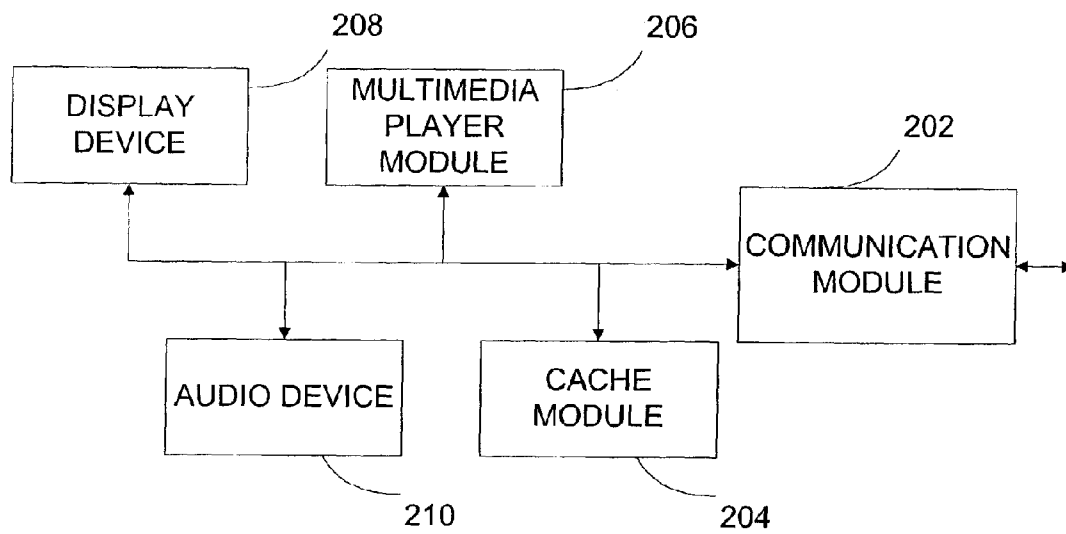 208
206
DISPLAY
DEVICE
MULTIMEDIA
PLAYER
MODULE
202
COMMUNICATION
MODULE
AUDIO DEVICE
CACHE
MODULE
210
204